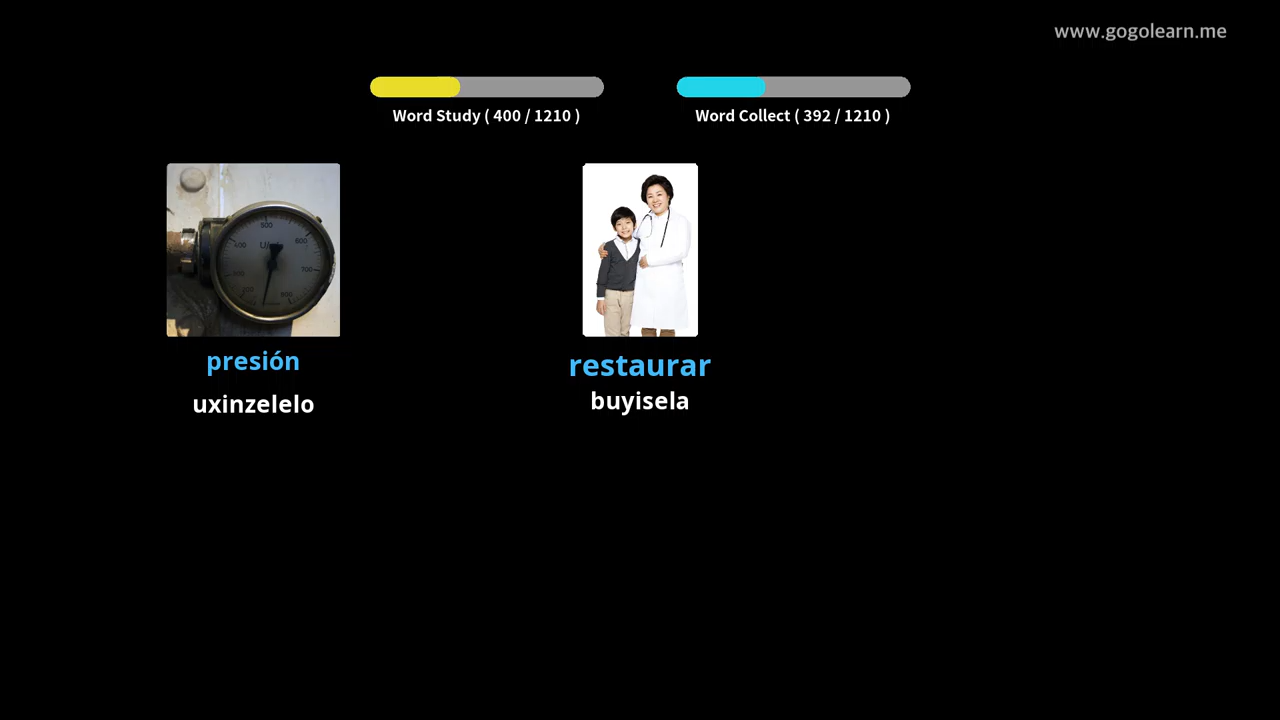 www.gogolearn.me
Word Study ( 400 / 1210 )
Word Collect ( 392 / 1210 )
presión
uxinzelelo
restaurar
buyisela